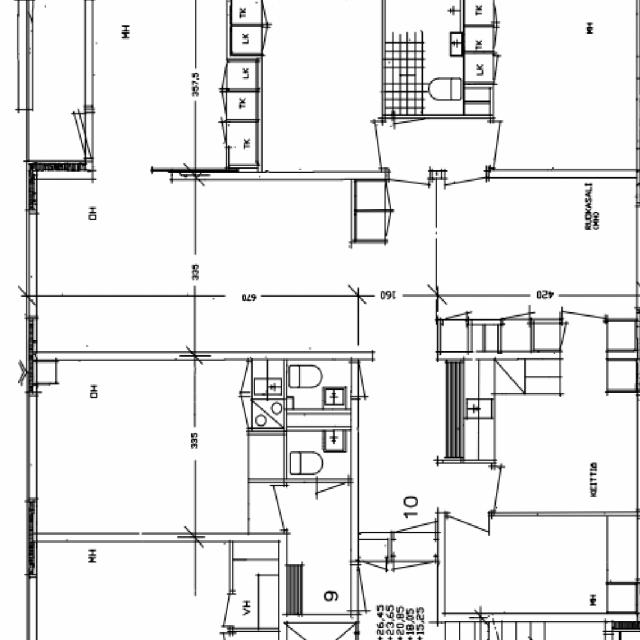 MH
TK
LK
LK
TK
TK
357,5
TK
TK
LK
MH
OH
335
670
160
420
RUOKASALI
(MH)
OH
335
KEITTIÖ
10
MH
VH
9
+26,45
+23,65
+20,85
+18,05
+15,25
MH